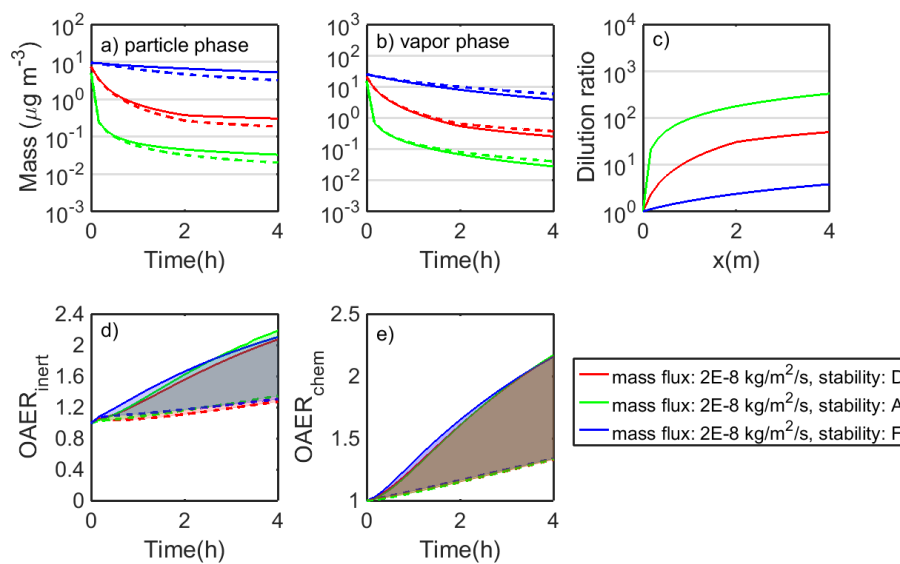 a) particle phase
Mass (μg m⁻³)
10²
10¹
10⁰
10⁻¹
10⁻²
10⁻³
0
2
4
Time(h)
b) vapor phase
10³
10²
10¹
10⁰
10⁻¹
10⁻²
10⁻³
0
2
4
Time(h)
c)
Dilution ratio
10⁴
10³
10²
10¹
10⁰
0
2
4
x(m)
d)
OAER_inert
2.4
2
1.6
1.2
0.8
0.4
0
0
2
4
Time(h)
e)
OAER_chem
2.5
2
1.5
1
0
2
4
Time(h)
mass flux: 2E-8 kg/m²/s, stability: D
mass flux: 2E-8 kg/m²/s, stability: A
mass flux: 2E-8 kg/m²/s, stability: F